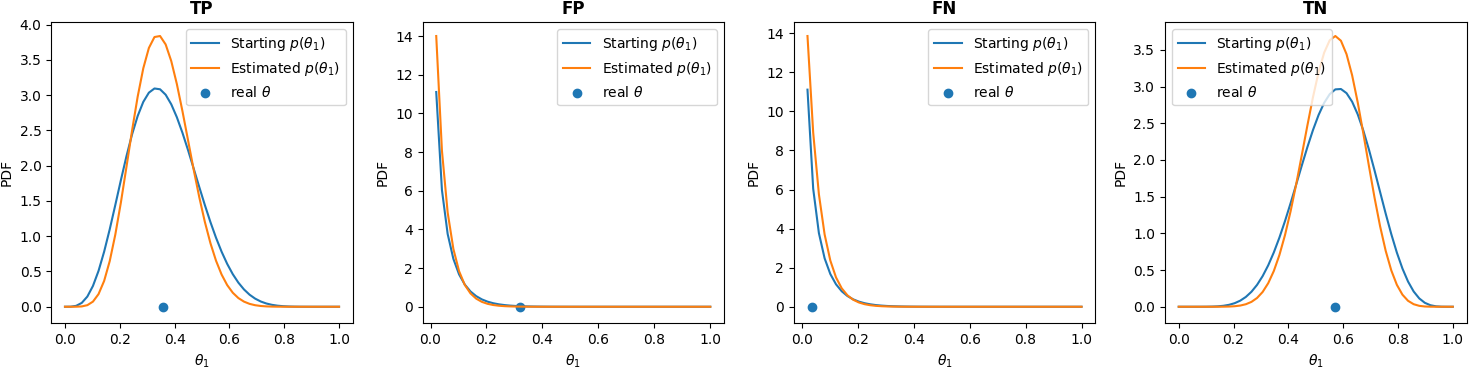 TP
4.0
3.5
3.0
2.5
2.0
1.5
1.0
0.5
0.0
PDF
0.0 0.2 0.4 0.6 0.8 1.0
θ₁
Starting p(θ₁)
Estimated p(θ₁)
real θ
FP
14
12
10
8
6
4
2
0
PDF
0.0 0.2 0.4 0.6 0.8 1.0
θ₁
Starting p(θ₁)
Estimated p(θ₁)
real θ
FN
14
12
10
8
6
4
2
0
PDF
0.0 0.2 0.4 0.6 0.8 1.0
θ₁
Starting p(θ₁)
Estimated p(θ₁)
real θ
TN
3.5
3.0
2.5
2.0
1.5
1.0
0.5
0.0
PDF
0.0 0.2 0.4 0.6 0.8 1.0
θ₁
Starting p(θ₁)
Estimated p(θ₁)
real θ